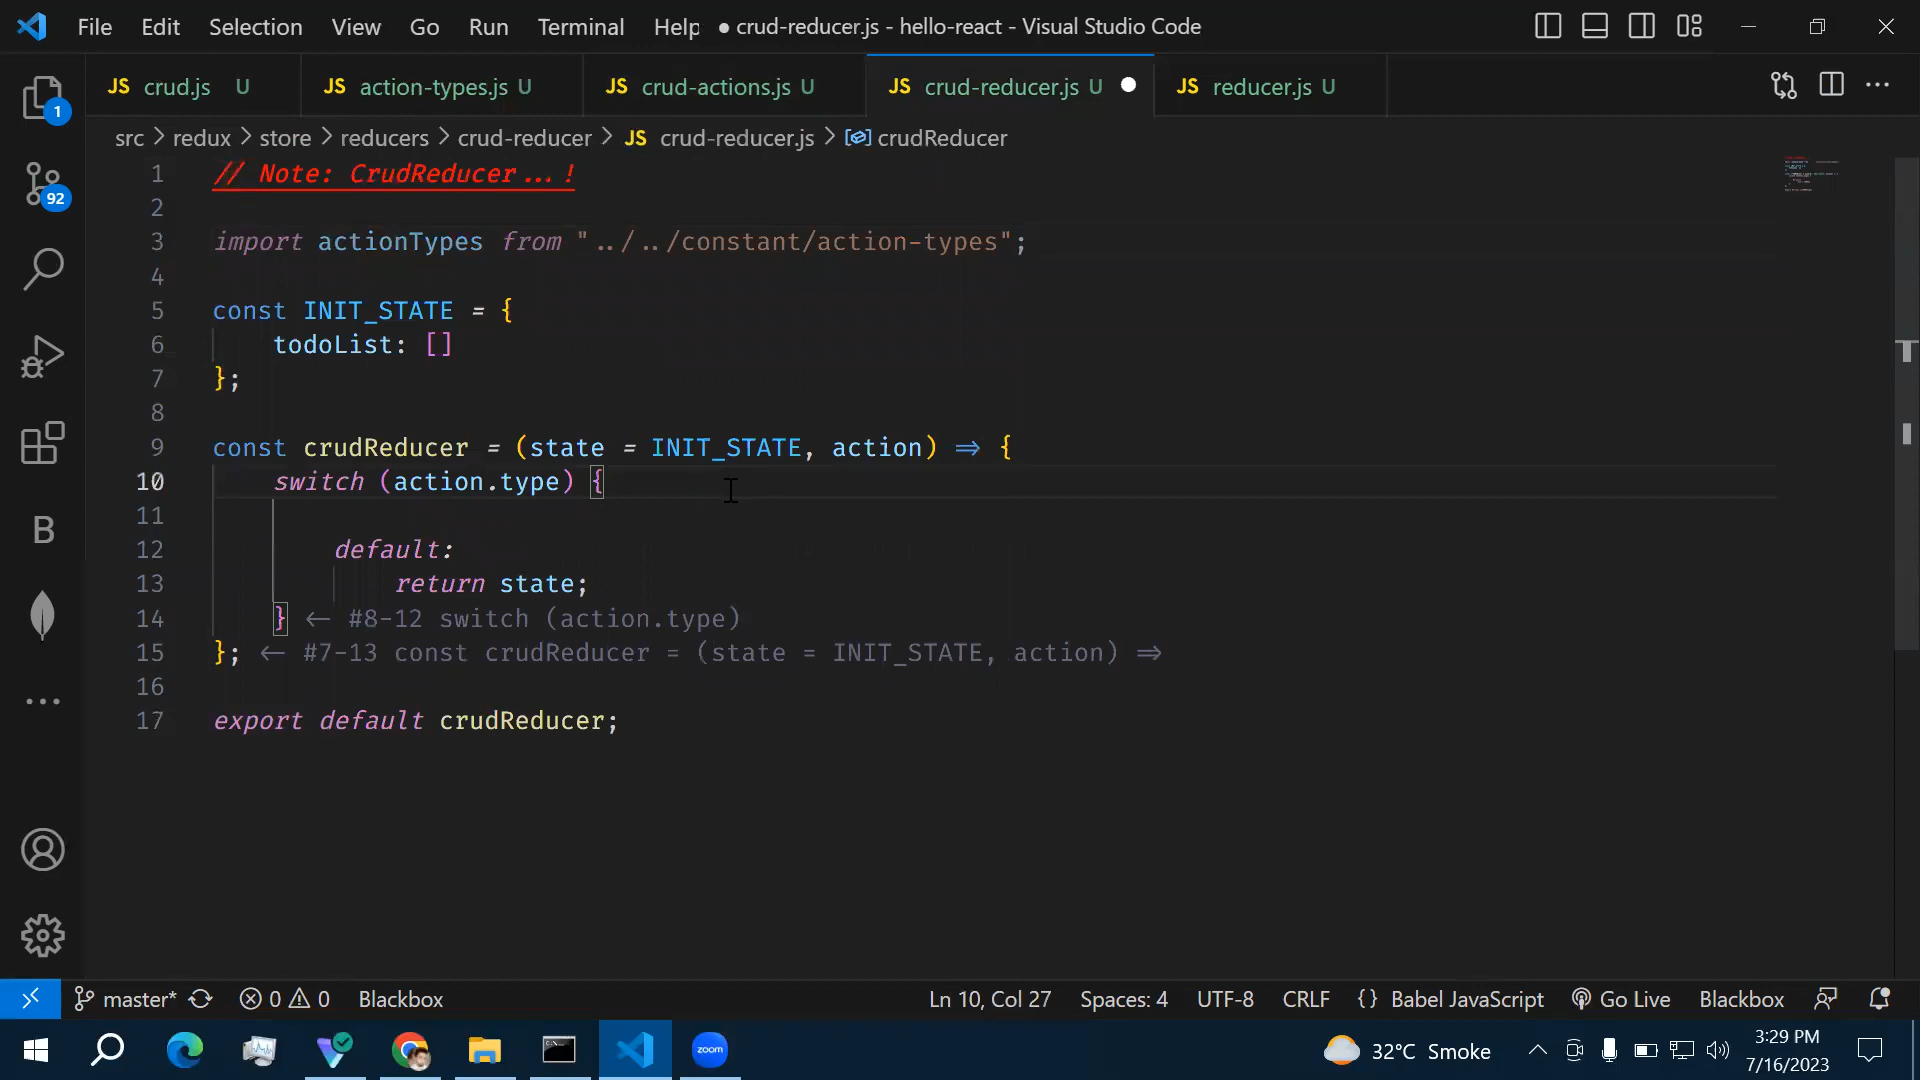 File Edit Selection View Go Run Terminal Help ● crud-reducer.js - hello-react - Visual Studio Code
JS crud.js U JS action-types.js U JS crud-actions.js U JS crud-reducer.js U JS reducer.js U
src > redux > store > reducers > crud-reducer > JS crud-reducer.js > crudReducer
1 // Note: CrudReducer...!
2
3 import actionTypes from "../../constant/action-types";
4
5 const INIT_STATE = {
6 todoList: []
7 };
8
9 const crudReducer = (state = INIT_STATE, action) => {
10 switch (action.type) {
11
12 default:
13 return state;
14 } <- #8-12 switch (action.type)
15 }; <- #7-13 const crudReducer = (state = INIT_STATE, action) =>
16
17 export default crudReducer;
1
92
B
master* 0 0 Blackbox Ln 10, Col 27 Spaces: 4 UTF-8 CRLF {} Babel JavaScript Go Live Blackbox
zoom 32°C Smoke 3:29 PM
7/16/2023